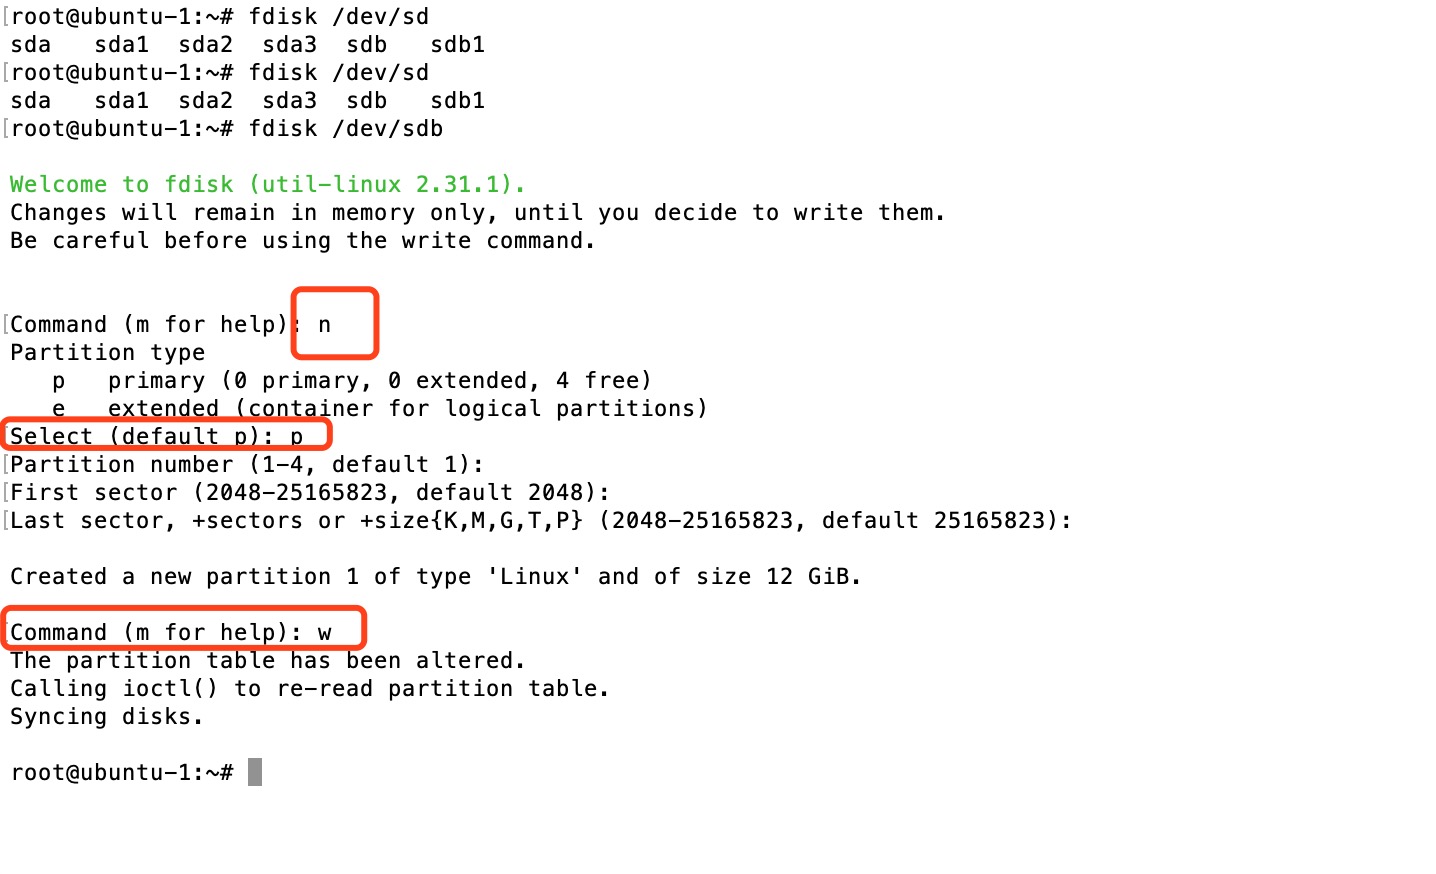 [root@ubuntu-1:~# fdisk /dev/sd
sda   sda1  sda2  sda3  sdb   sdb1
[root@ubuntu-1:~# fdisk /dev/sd
sda   sda1  sda2  sda3  sdb   sdb1
[root@ubuntu-1:~# fdisk /dev/sdb
Welcome to fdisk (util-linux 2.31.1).
Changes will remain in memory only, until you decide to write them.
Be careful before using the write command.
[Command (m for help): n
Partition type
   p   primary (0 primary, 0 extended, 4 free)
   e   extended (container for logical partitions)
[Select (default p): p
[Partition number (1-4, default 1):
[First sector (2048-25165823, default 2048):
[Last sector, +sectors or +size{K,M,G,T,P} (2048-25165823, default 25165823):
Created a new partition 1 of type 'Linux' and of size 12 GiB.
[Command (m for help): w
The partition table has been altered.
Calling ioctl() to re-read partition table.
Syncing disks.
root@ubuntu-1:~#